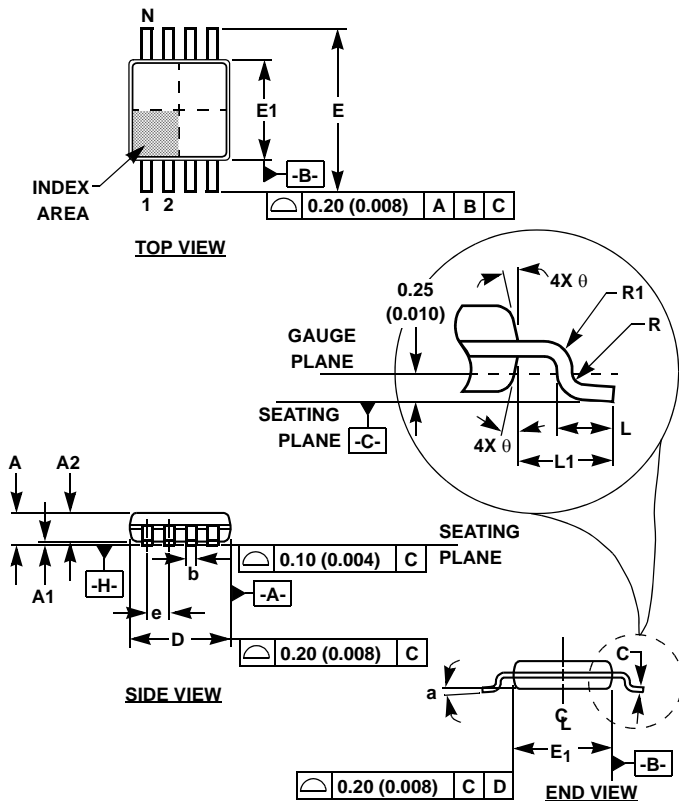 N
E1
E
-B-
INDEX
AREA
1 2
0.20 (0.008) A B C
TOP VIEW
0.25
(0.010)
4X θ
R1
R
GAUGE
PLANE
SEATING
PLANE
-C-
4X θ
L
L1
A
A2
SEATING
PLANE
A1
-H-
b
0.10 (0.004) C
-A-
e
D
0.20 (0.008) C
SIDE VIEW
C
a
CL
E1
-B-
0.20 (0.008) C D
END VIEW